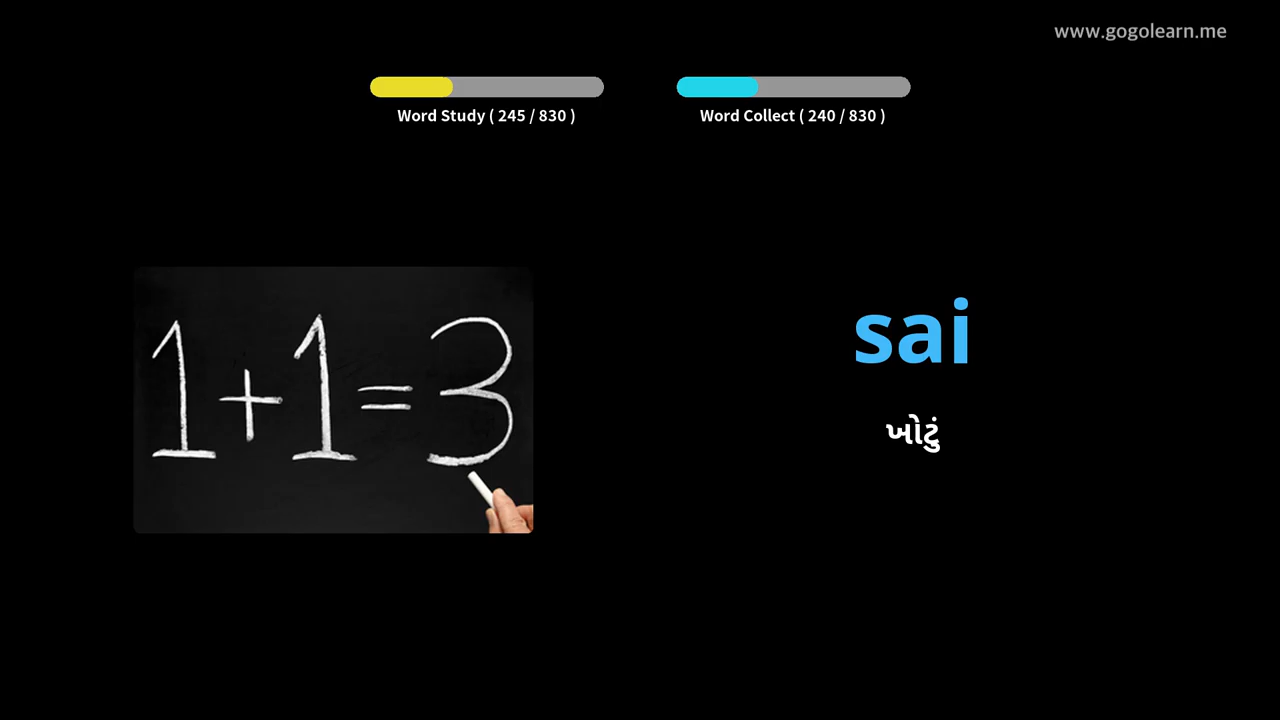 www.gogolearn.me
Word Study ( 245 / 830 )
Word Collect ( 240 / 830 )
1+1=3
sai
ખોટું